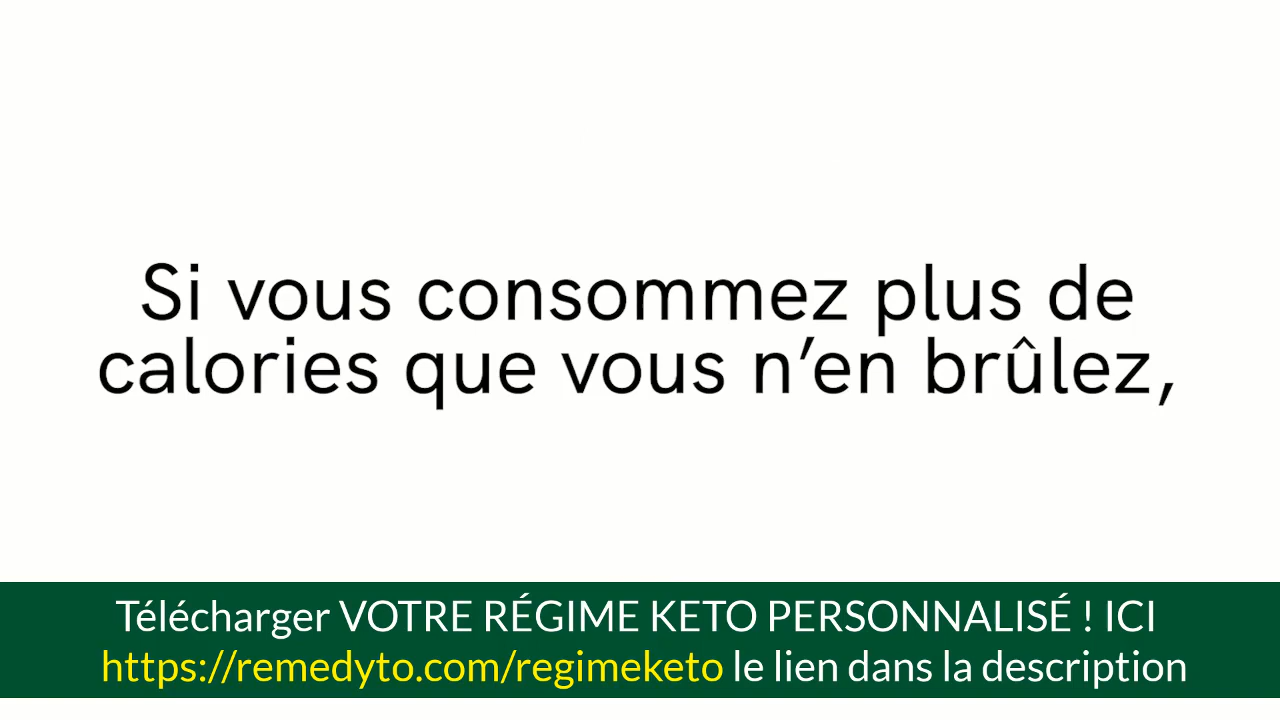 Si vous consommez plus de
calories que vous n’en brûlez,
Télécharger VOTRE RÉGIME KETO PERSONNALISÉ ! ICI
https://remedyto.com/regimeketo le lien dans la description